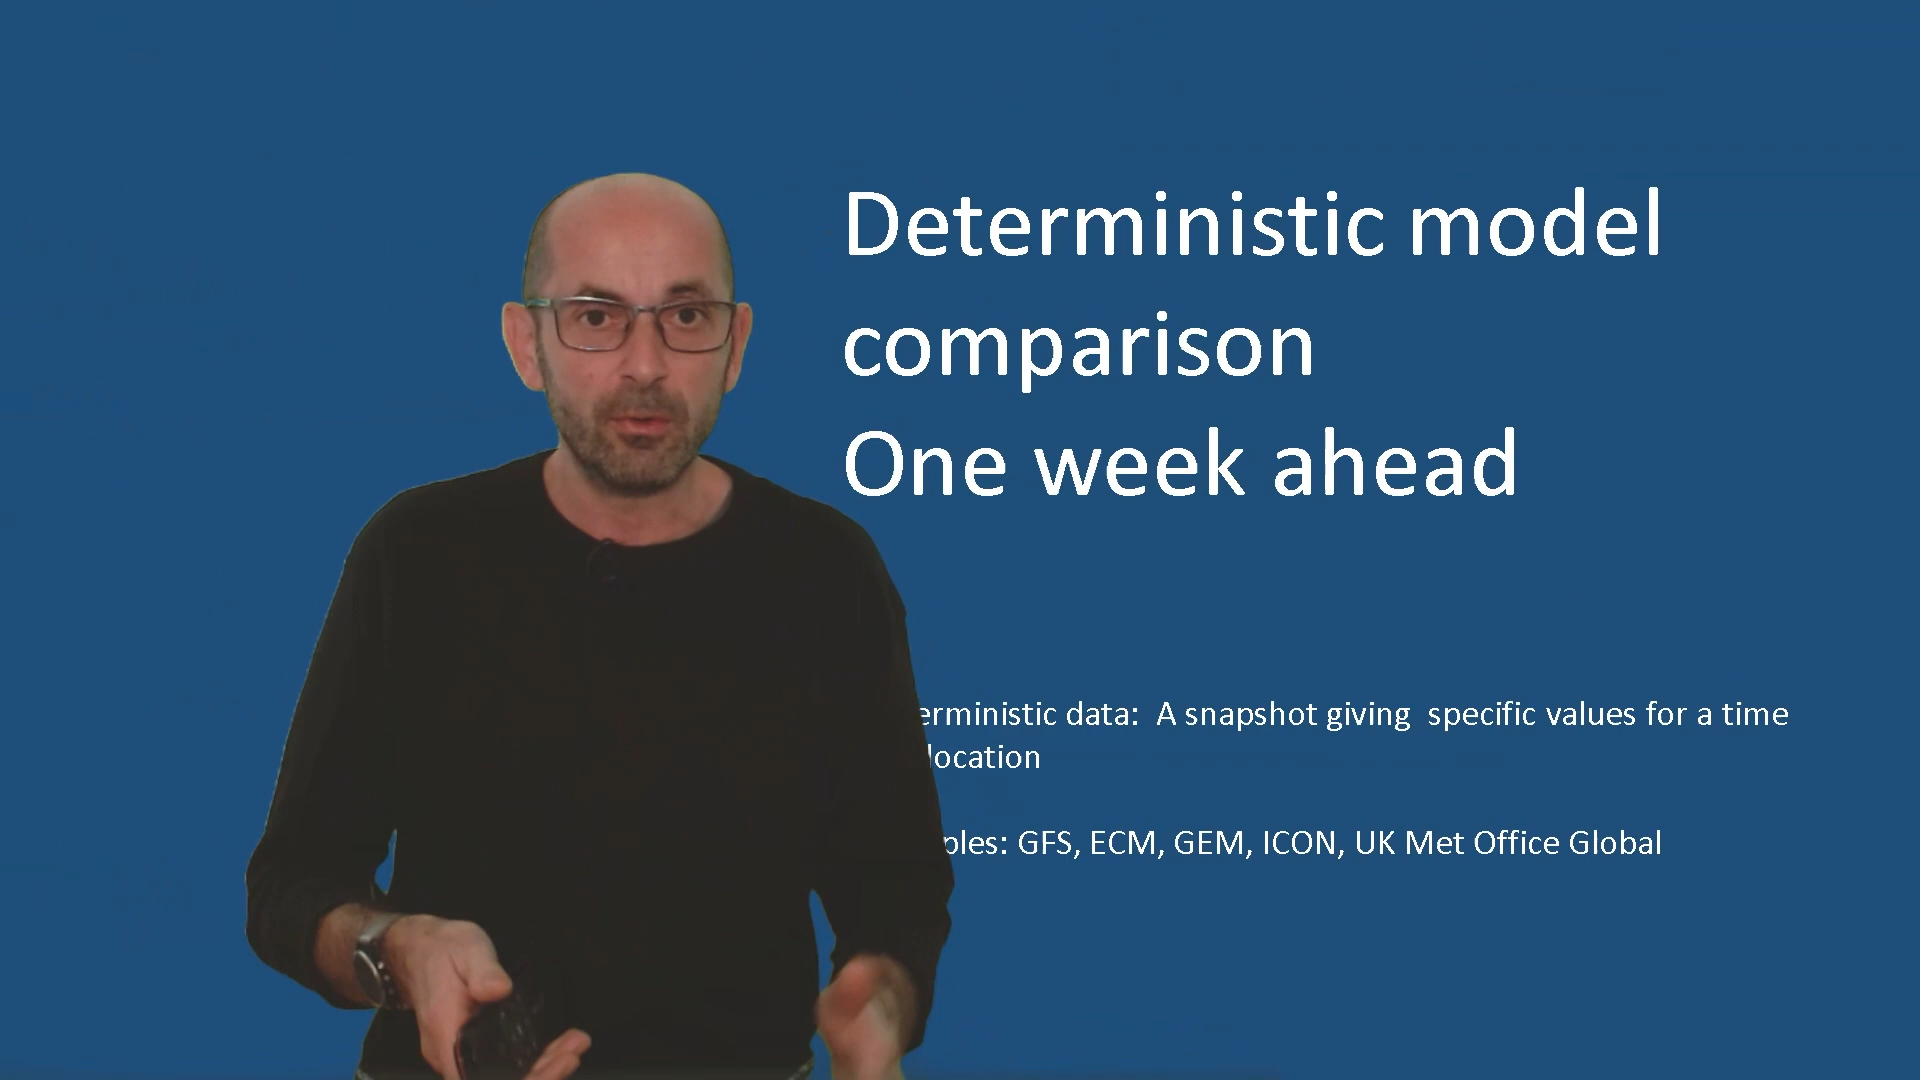 Deterministic model
comparison
One week ahead
erministic data: A snapshot giving specific values for a time
location
ples: GFS, ECM, GEM, ICON, UK Met Office Global